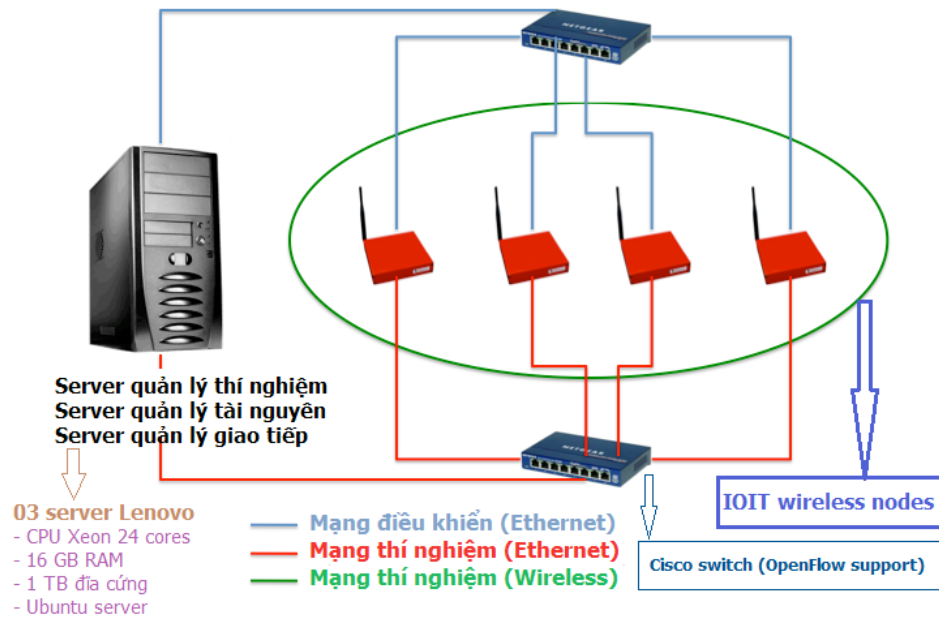 NETGEAR
Server quản lý thí nghiệm
Server quản lý tài nguyên
Server quản lý giao tiếp
NETGEAR
03 server Lenovo
- CPU Xeon 24 cores
- 16 GB RAM
- 1 TB đĩa cứng
- Ubuntu server
Mạng điều khiển (Ethernet)
Mạng thí nghiệm (Ethernet)
Mạng thí nghiệm (Wireless)
IOIT wireless nodes
Cisco switch (OpenFlow support)